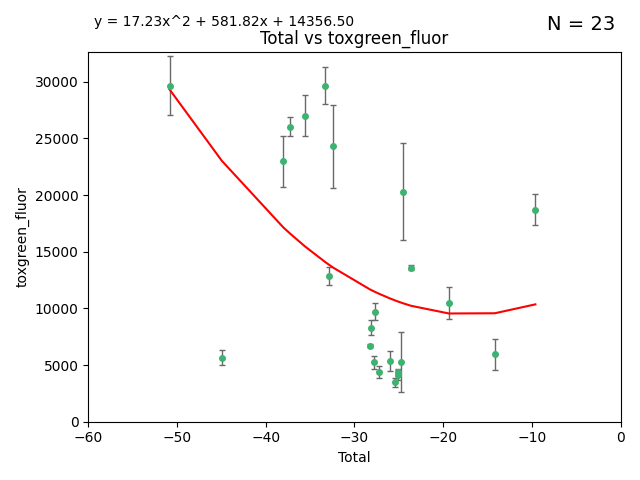 y = 17.23x^2 + 581.82x + 14356.50
N = 23
Total vs toxgreen_fluor
toxgreen_fluor
30000
25000
20000
15000
10000
5000
0
−60
−50
−40
−30
−20
−10
0
Total